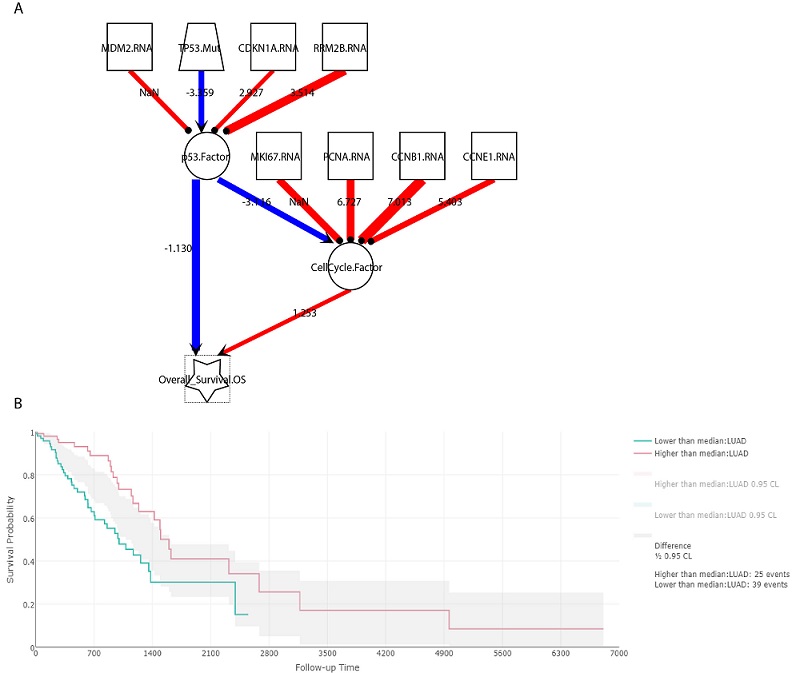 A
MDM2.RNA TP53.Mut CDKN1A.RNA RRM2B.RNA
NaN -3.359 2.927 3.514
p53.Factor MKI67.RNA PCNA.RNA CCNB1.RNA CCNE1.RNA
-3.116 NaN 6.727 7.013 5.403
-1.130
CellCycle.Factor
1.253
Overall_Survival.OS
B
Survival Probability
1
0.8
0.6
0.4
0.2
0
0 700 1400 2100 2800 3500 4200 4900 5600 6300 7000
Follow-up Time
Lower than median:LUAD
Higher than median:LUAD
Higher than median:LUAD 0.95 CL
Lower than median:LUAD 0.95 CL
Difference
½ 0.95 CL
Higher than median:LUAD: 25 events
Lower than median:LUAD: 39 events